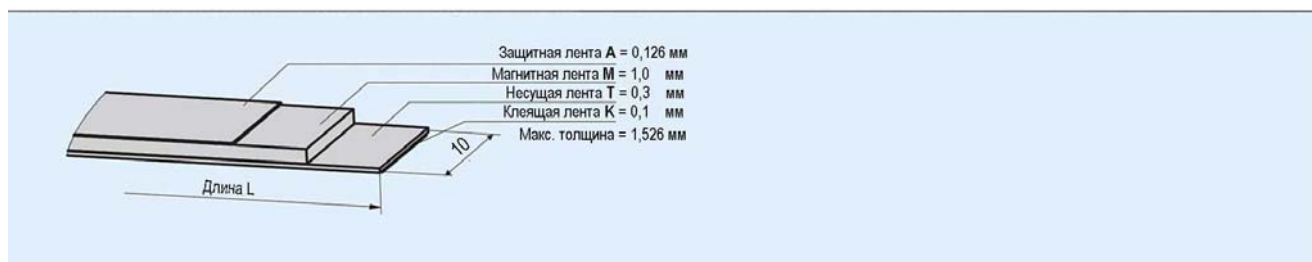 Защитная лента A = 0,126 мм
Магнитная лента M = 1,0 мм
Несущая лента T = 0,3 мм
Клеящая лента K = 0,1 мм
Макс. толщина = 1,526 мм
10
Длина L